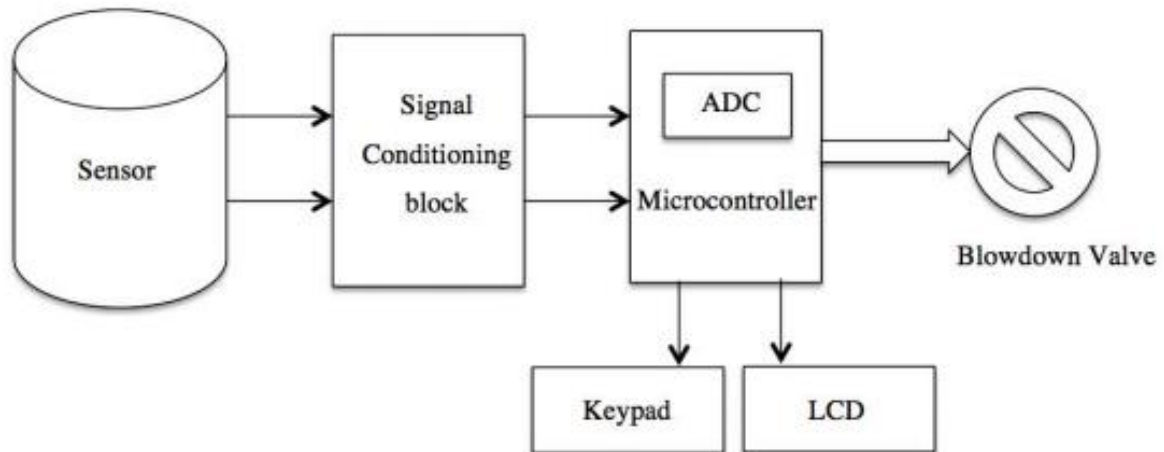 Sensor
Signal
Conditioning
block
ADC
Microcontroller
Blowdown Valve
Keypad
LCD